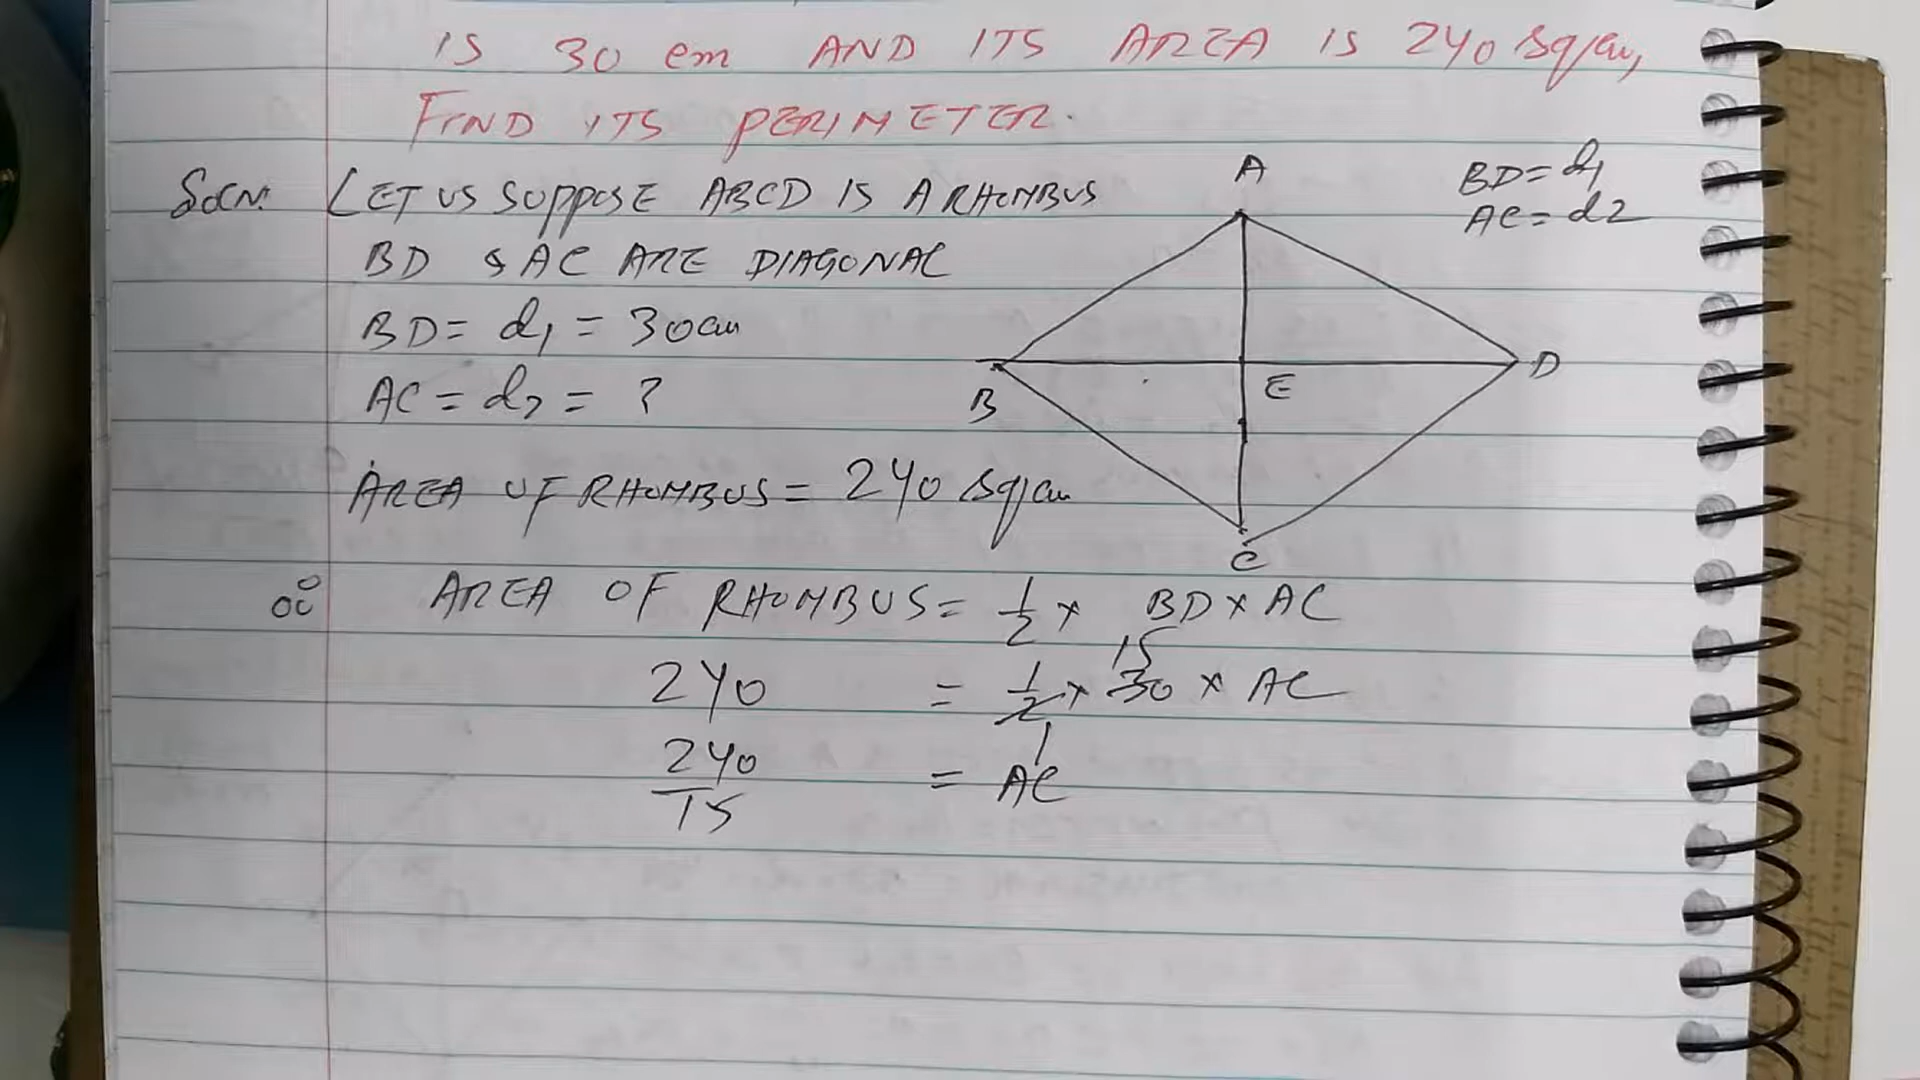 IS 30 cm AND ITS AREA IS 240 sq/cm,
FIND ITS PERIMETER.
SOLN. LET US SUPPOSE ABCD IS A RHOMBUS
BD & AC ARE DIAGONAL
BD = d1 = 30cm
AC = d2 = ?
BD = d1
AC = d2
A
B
E
D
C
AREA OF RHOMBUS = 240 sq/cm
AREA OF RHOMBUS = 1/2 × BD × AC
15
240 = 1/2 × 30 × AC
1
240/15 = AC